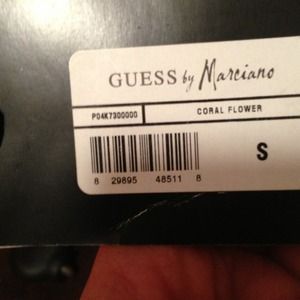 GUESS by Marciano
P04K7300000 CORAL FLOWER
S
8 29895 48511 8